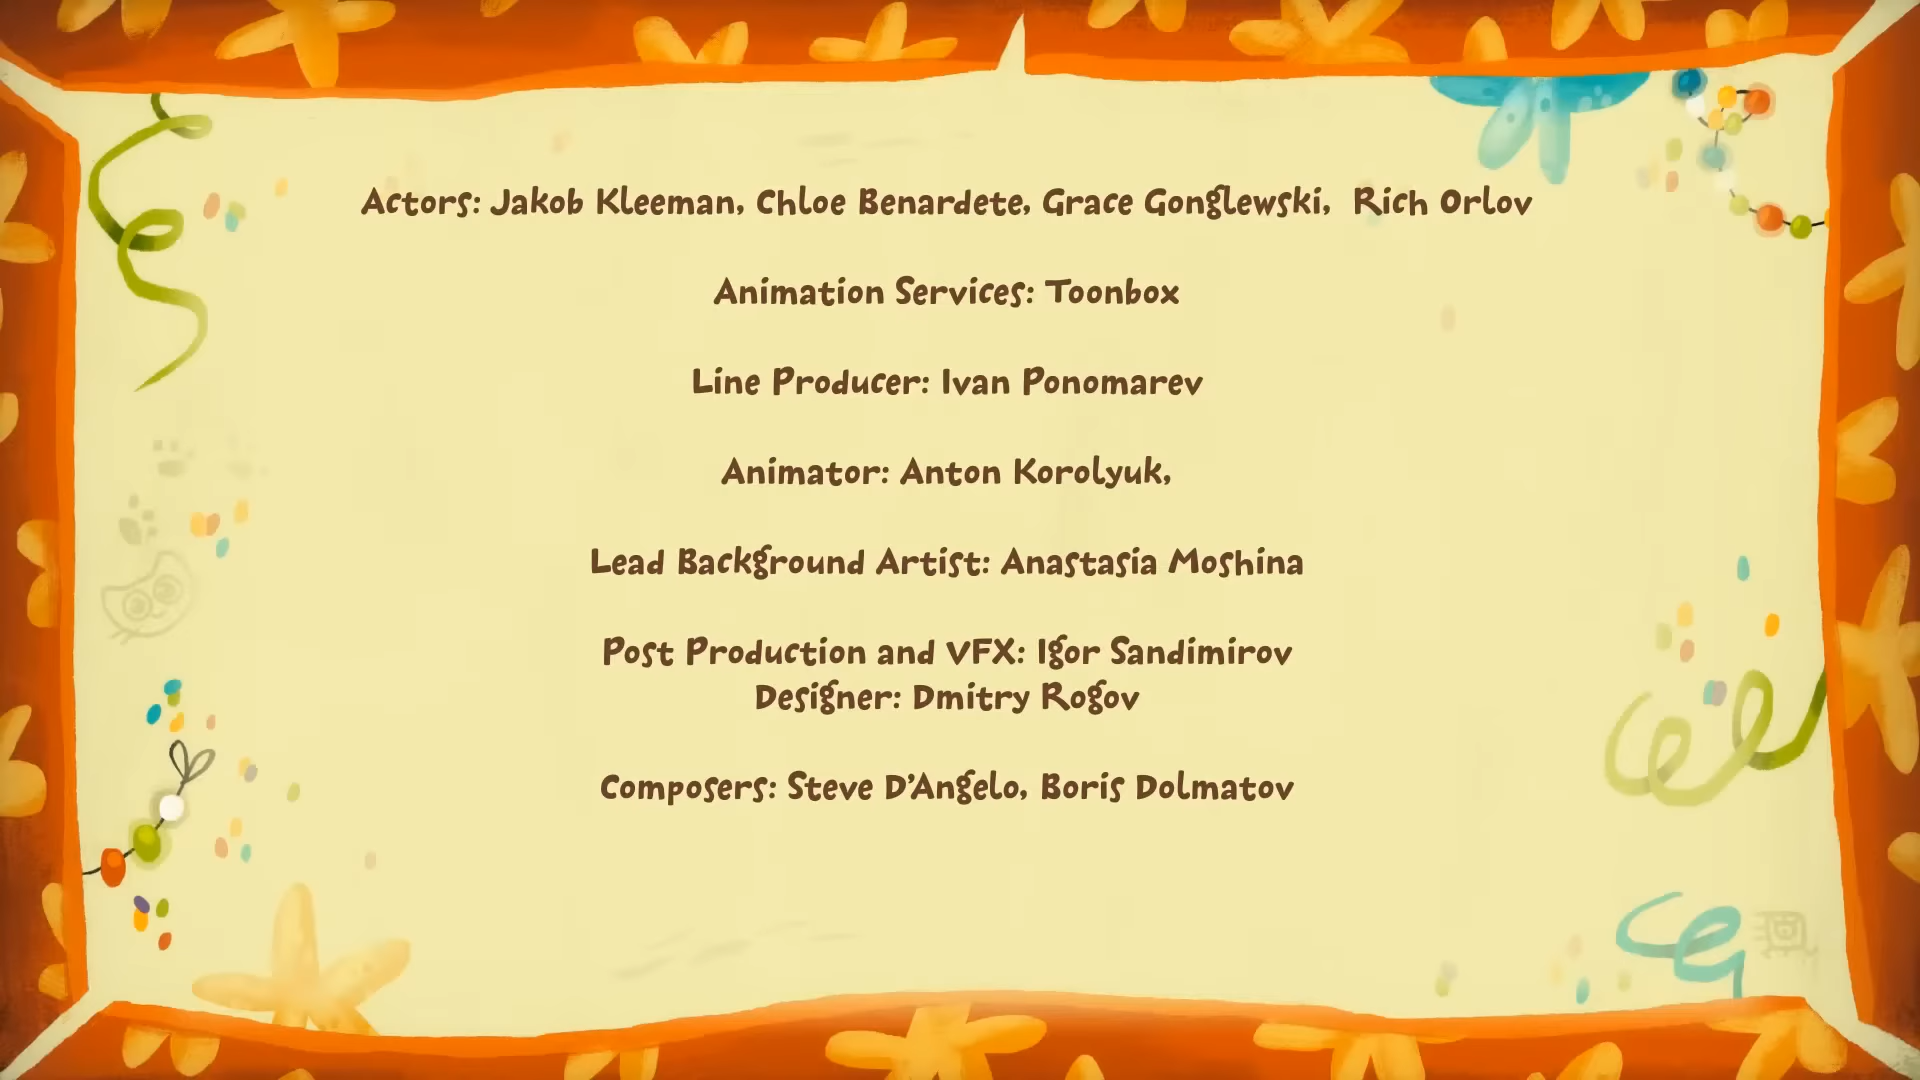 Actors: Jakob Kleeman, Chloe Benardete, Grace Gonglewski, Rich Orlov
Animation Services: Toonbox
Line Producer: Ivan Ponomarev
Animator: Anton Korolyuk,
Lead Background Artist: Anastasia Moshina
Post Production and VFX: Igor Sandimirov
Designer: Dmitry Rogov
Composers: Steve D'Angelo, Boris Dolmatov